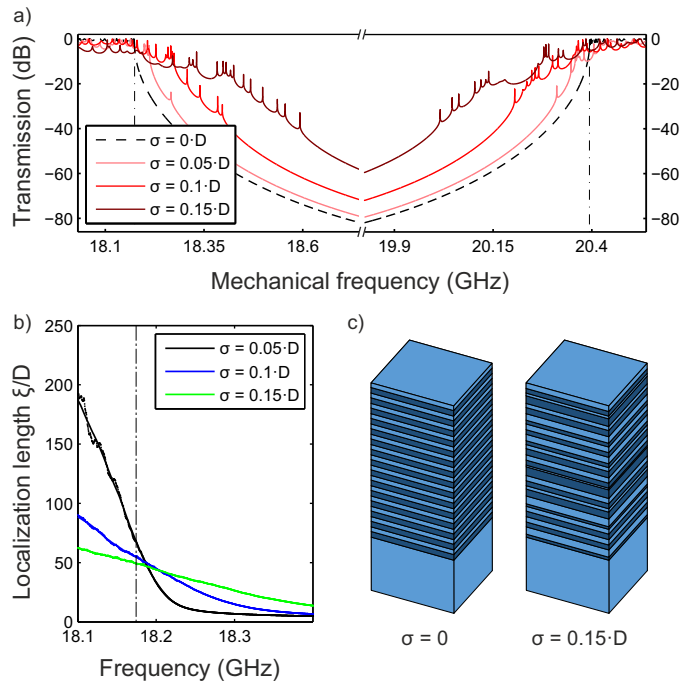 a)
Transmission (dB)
0
−20
−40
−60
−80
0
−20
−40
−60
−80
σ = 0·D
σ = 0.05·D
σ = 0.1·D
σ = 0.15·D
18.1 18.35 18.6 19.9 20.15 20.4
Mechanical frequency (GHz)
b)
Localization length ξ/D
250
200
150
100
50
0
σ = 0.05·D
σ = 0.1·D
σ = 0.15·D
18.1 18.2 18.3
Frequency (GHz)
c)
σ = 0 σ = 0.15·D